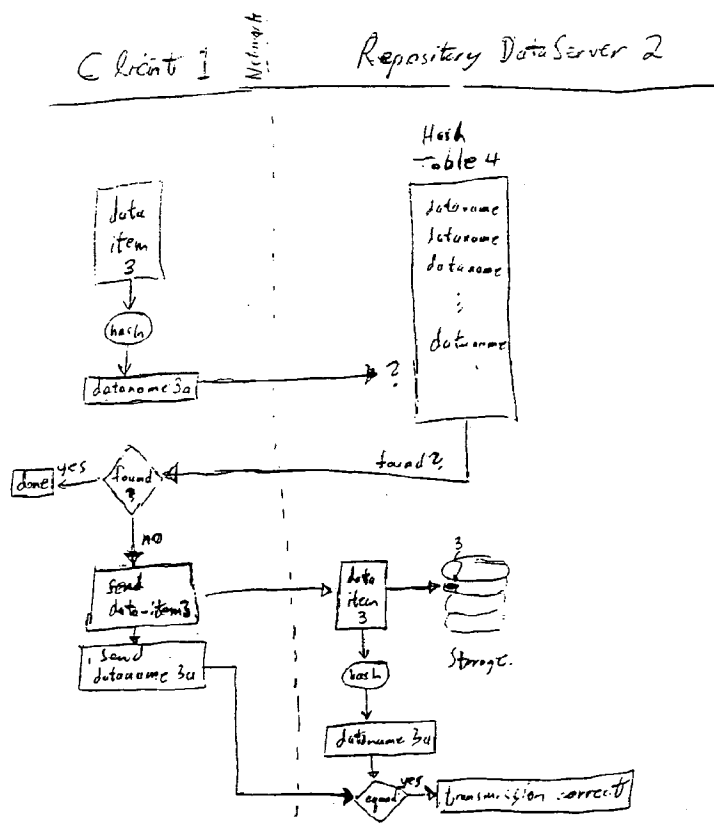 Client 1
Network
Repository DataServer 2
Hash
Table 4
data
item
3
dataname
dataname
dataname
dataname
hash
dataname 3a
?
found?
found
?
yes
done
no
send
data-item 3
data
item
3
3
Storage.
send
dataname 3a
hash
dataname 3a
equal
yes
transmission correct